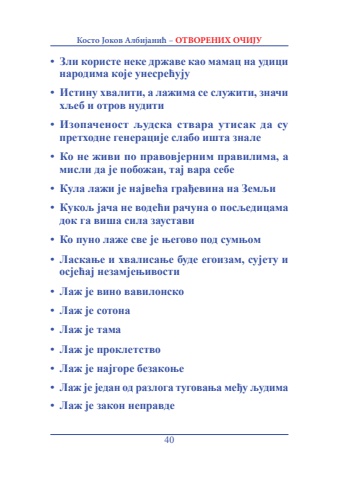 Косто Јоков Албијанић – ОТВОРЕНИХ ОЧИЈУ
• Зли користе неке државе као мамац на удици
народима које унесрећују
• Истину хвалити, а лажима се служити, значи
хљеб и отров нудити
• Изопаченост људска ствара утисак да су
претходне генерације слабо ишта знале
• Ко не живи по правовјерним правилима, а
мисли да је побожан, тај вара себе
• Кула лажи је највећа грађевина на Земљи
• Кукољ јача не водећи рачуна о посљедицама
док га виша сила заустави
• Ко пуно лаже све је његово под сумњом
• Ласкање и хвалисање буде егоизам, сујету и
осјећај незамјењивости
• Лаж је вино вавилонско
• Лаж је сотона
• Лаж је тама
• Лаж је проклетство
• Лаж је најгоре безакоње
• Лаж је један од разлога туговања међу људима
• Лаж је закон неправде
40